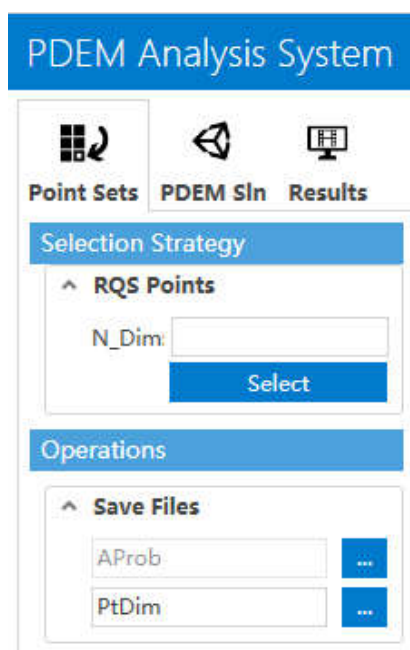 PDEM Analysis System
Point Sets PDEM Sln Results
Selection Strategy
RQS Points
N_Dim:
Select
Operations
Save Files
AProb
...
PtDim
...